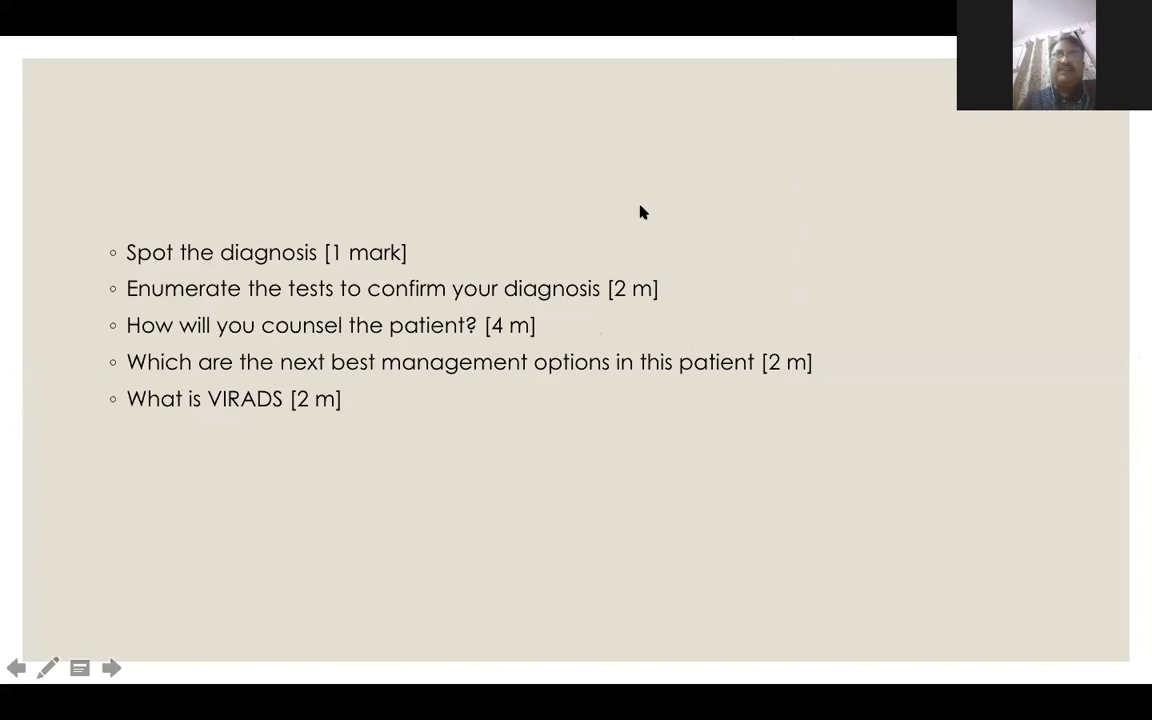 ◦ Spot the diagnosis [1 mark]
◦ Enumerate the tests to confirm your diagnosis [2 m]
◦ How will you counsel the patient? [4 m]
◦ Which are the next best management options in this patient [2 m]
◦ What is VIRADS [2 m]